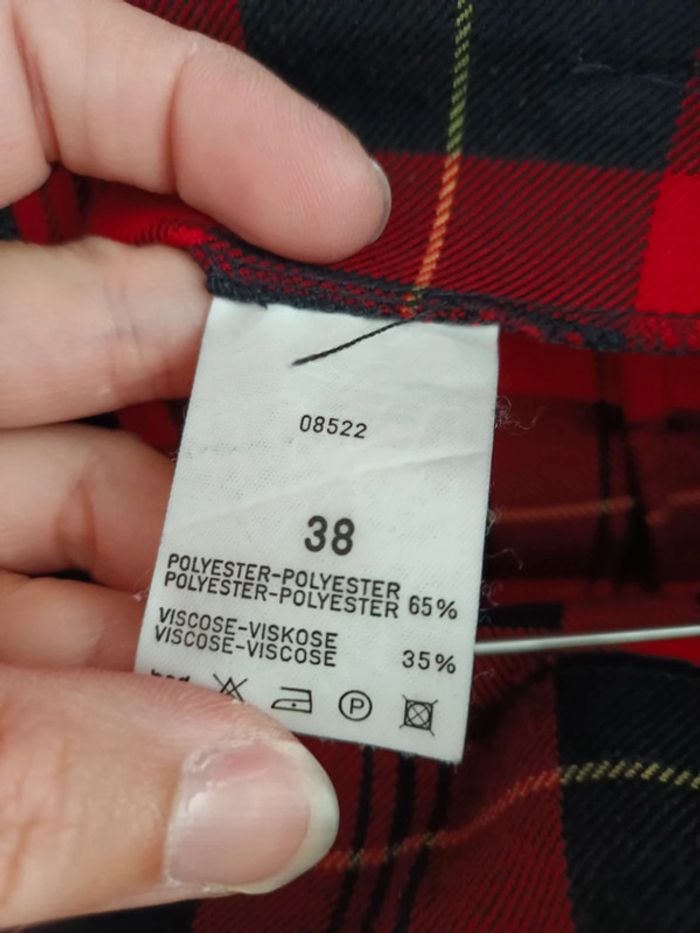 08522
38
POLYESTER-POLYESTER
POLYESTER-POLYESTER 65%
VISCOSE-VISKOSE
VISCOSE-VISCOSE 35%
P